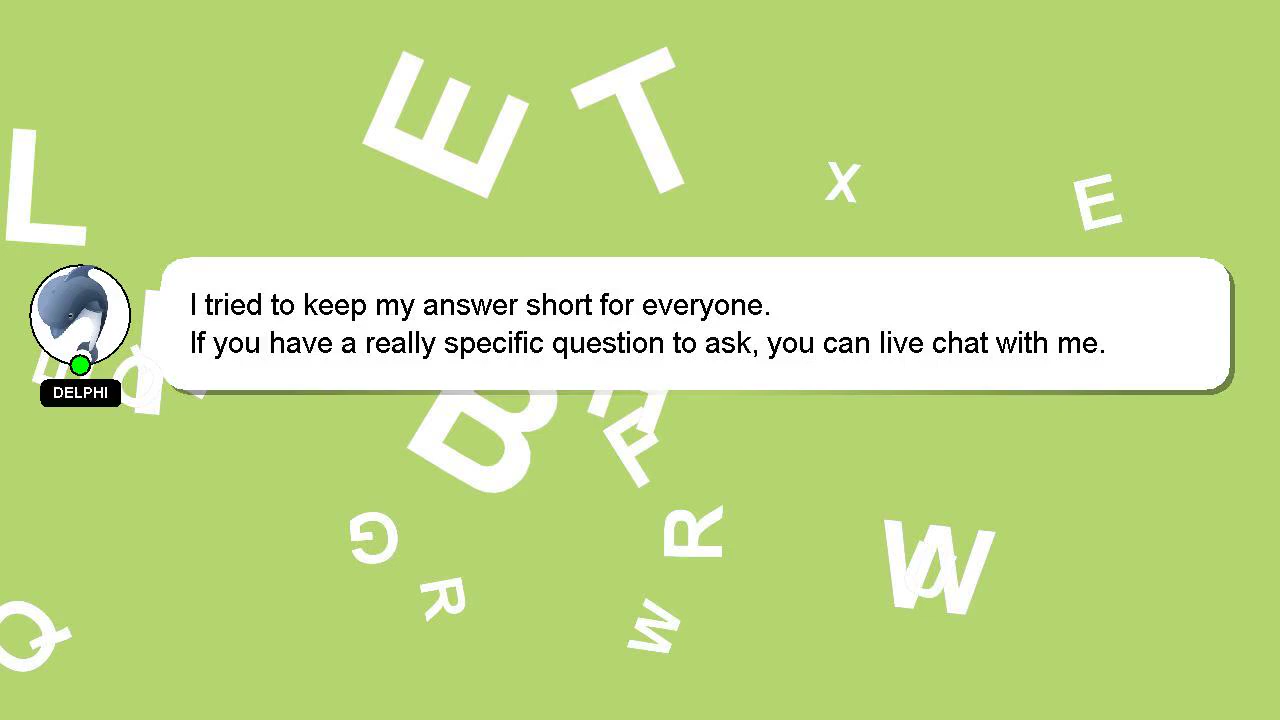 E T
L
X
E
I tried to keep my answer short for everyone.
If you have a really specific question to ask, you can live chat with me.
DELPHI
B
G
R
W
R
W
Q